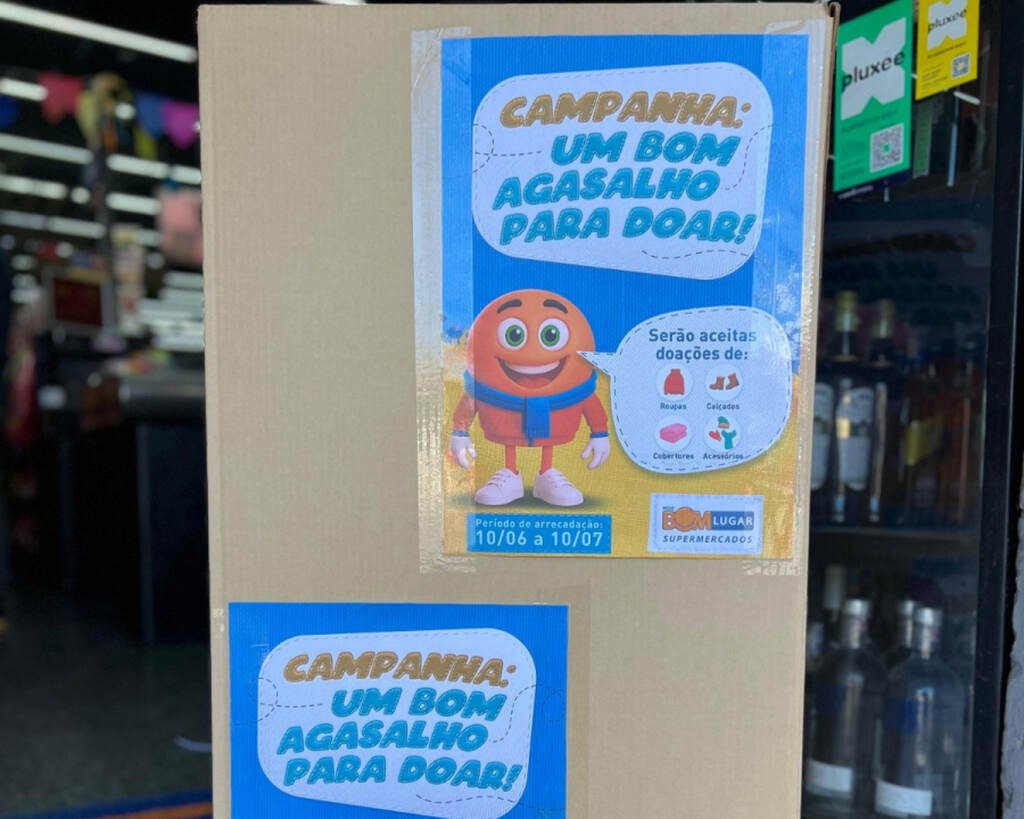 CAMPANHA:
UM BOM
AGASALHO
PARA DOAR!
Serão aceitas
doações de:
Roupas
Calçados
Cobertores
Acessórios
Período de arrecadação:
10/06 a 10/07
BOM LUGAR
SUPERMERCADOS
CAMPANHA:
UM BOM
AGASALHO
PARA DOAR!
pluxee
pluxee